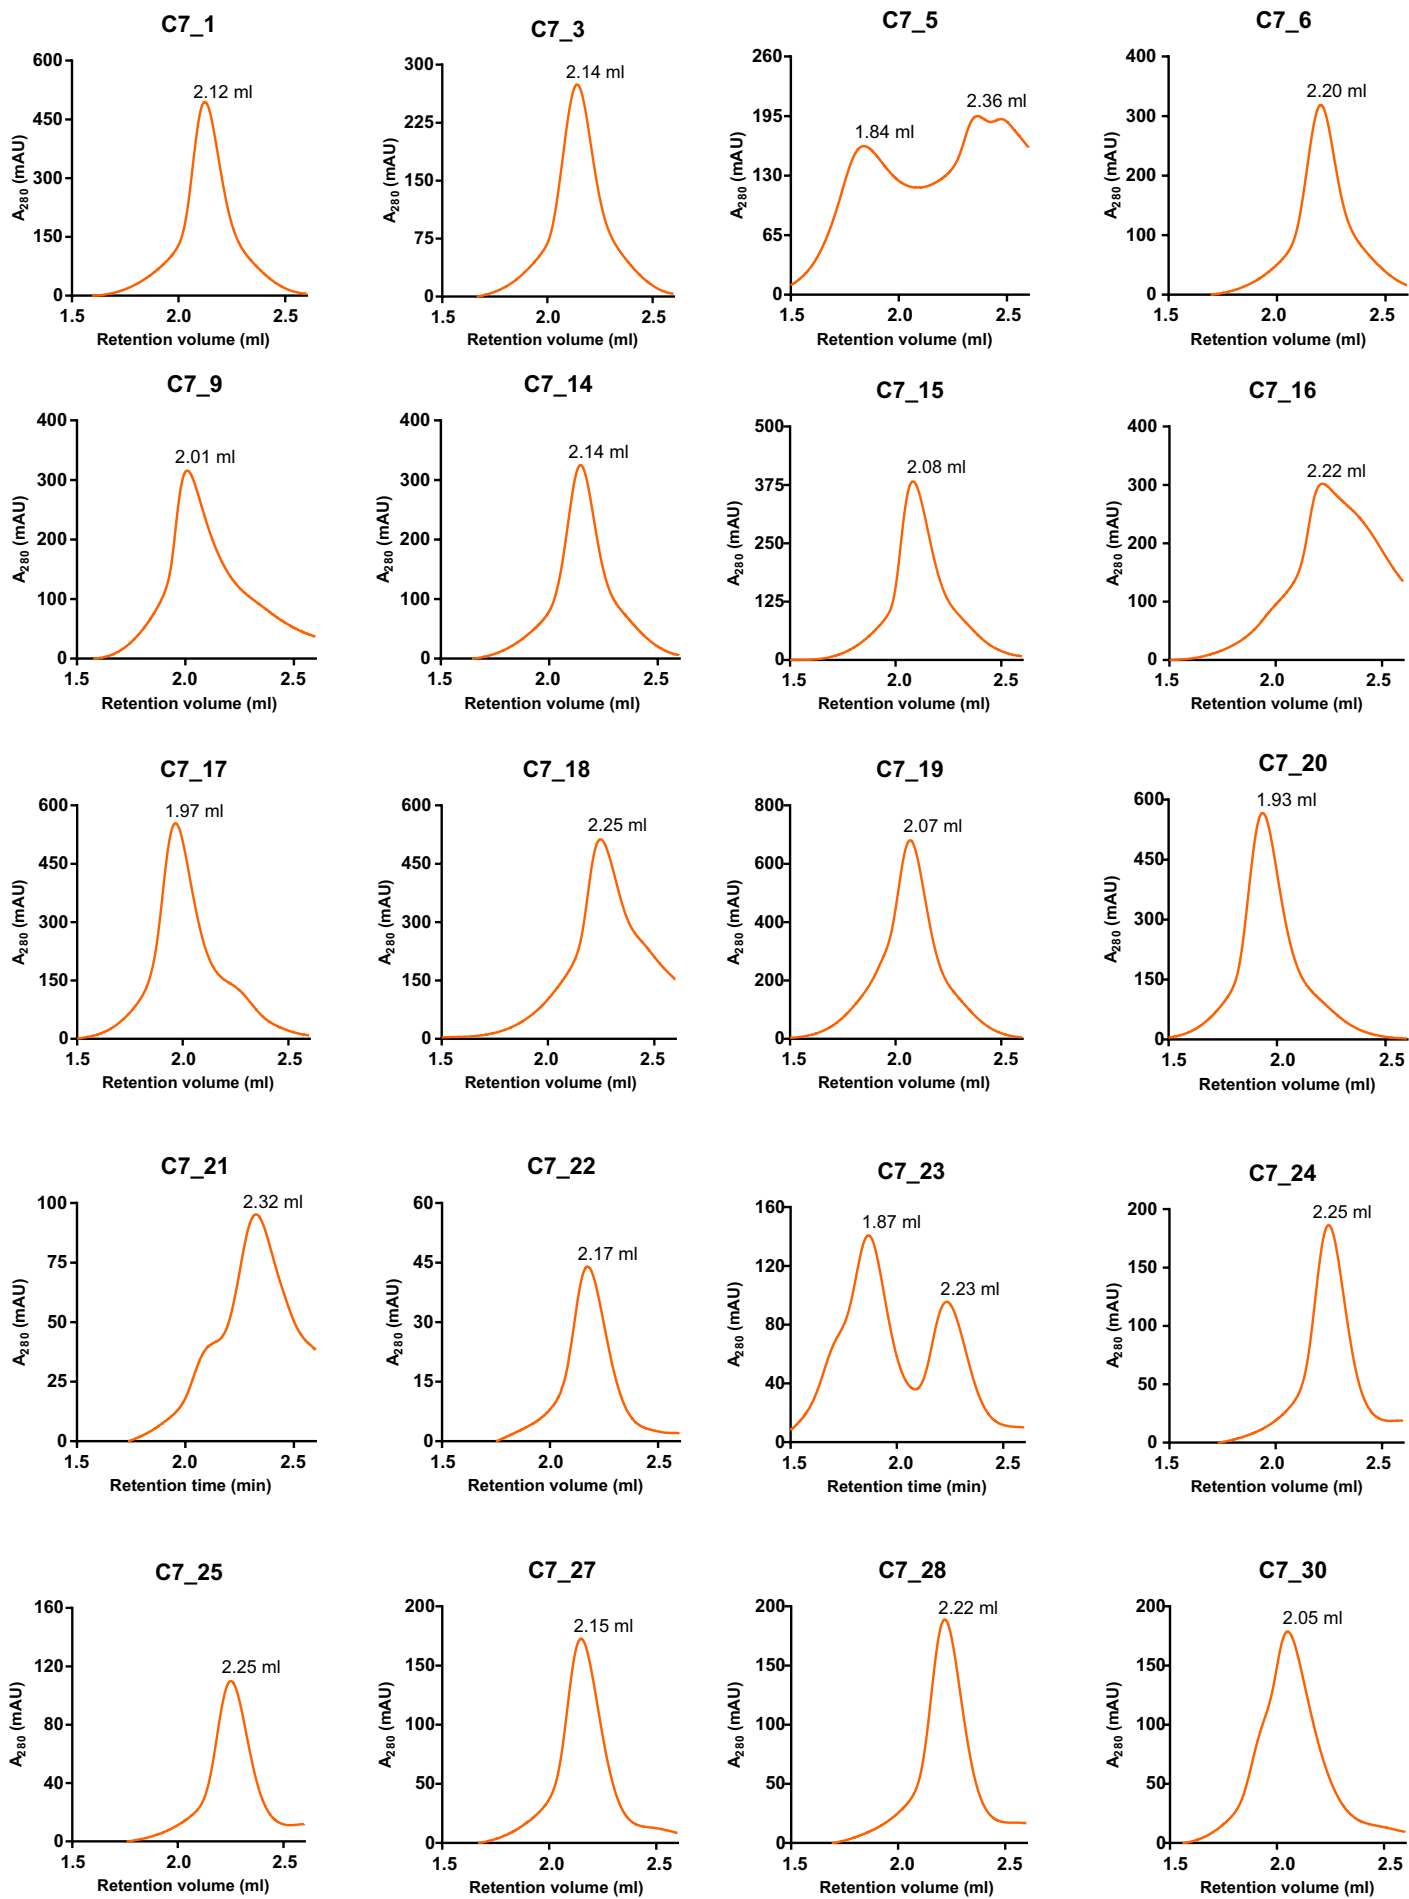 C7_1
2.12 ml
A280 (mAU)
600
450
300
150
0
1.5 2.0 2.5
Retention volume (ml)
C7_3
2.14 ml
A280 (mAU)
300
225
150
75
0
1.5 2.0 2.5
Retention volume (ml)
C7_5
1.84 ml
2.36 ml
A280 (mAU)
260
195
130
65
0
1.5 2.0 2.5
Retention volume (ml)
C7_6
2.20 ml
A280 (mAU)
400
300
200
100
0
1.5 2.0 2.5
Retention volume (ml)
C7_9
2.01 ml
A280 (mAU)
400
300
200
100
0
1.5 2.0 2.5
Retention volume (ml)
C7_14
2.14 ml
A280 (mAU)
400
300
200
100
0
1.5 2.0 2.5
Retention volume (ml)
C7_15
2.08 ml
A280 (mAU)
500
375
250
125
0
1.5 2.0 2.5
Retention volume (ml)
C7_16
2.22 ml
A280 (mAU)
400
300
200
100
0
1.5 2.0 2.5
Retention volume (ml)
C7_17
1.97 ml
A280 (mAU)
600
450
300
150
0
1.5 2.0 2.5
Retention volume (ml)
C7_18
2.25 ml
A280 (mAU)
600
450
300
150
0
1.5 2.0 2.5
Retention volume (ml)
C7_19
2.07 ml
A280 (mAU)
800
600
400
200
0
1.5 2.0 2.5
Retention volume (ml)
C7_20
1.93 ml
A280 (mAU)
600
450
300
150
0
1.5 2.0 2.5
Retention volume (ml)
C7_21
2.32 ml
A280 (mAU)
100
75
50
25
0
1.5 2.0 2.5
Retention time (min)
C7_22
2.17 ml
A280 (mAU)
60
45
30
15
0
1.5 2.0 2.5
Retention volume (ml)
C7_23
1.87 ml
2.23 ml
A280 (mAU)
160
120
80
40
0
1.5 2.0 2.5
Retention time (min)
C7_24
2.25 ml
A280 (mAU)
200
150
100
50
0
1.5 2.0 2.5
Retention volume (ml)
C7_25
2.25 ml
A280 (mAU)
160
120
80
40
0
1.5 2.0 2.5
Retention volume (ml)
C7_27
2.15 ml
A280 (mAU)
200
150
100
50
0
1.5 2.0 2.5
Retention volume (ml)
C7_28
2.22 ml
A280 (mAU)
200
150
100
50
0
1.5 2.0 2.5
Retention volume (ml)
C7_30
2.05 ml
A280 (mAU)
200
150
100
50
0
1.5 2.0 2.5
Retention volume (ml)